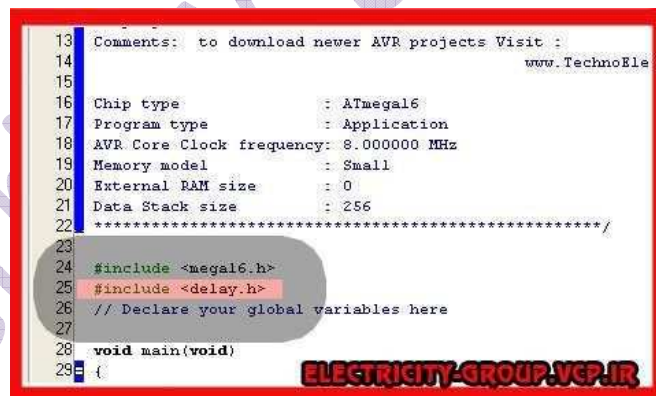 13 Comments: to download newer AVR projects Visit :
14 www.TechnoEle
15
16 Chip type : ATmega16
17 Program type : Application
18 AVR Core Clock frequency: 8.000000 MHz
19 Memory model : Small
20 External RAM size : 0
21 Data Stack size : 256
22 *****************************************************/
23
24 #include <mega16.h>
25 #include <delay.h>
26 // Declare your global variables here
27
28 void main(void)
29 {
ELECTRICITY-GROUP.VCP.IR